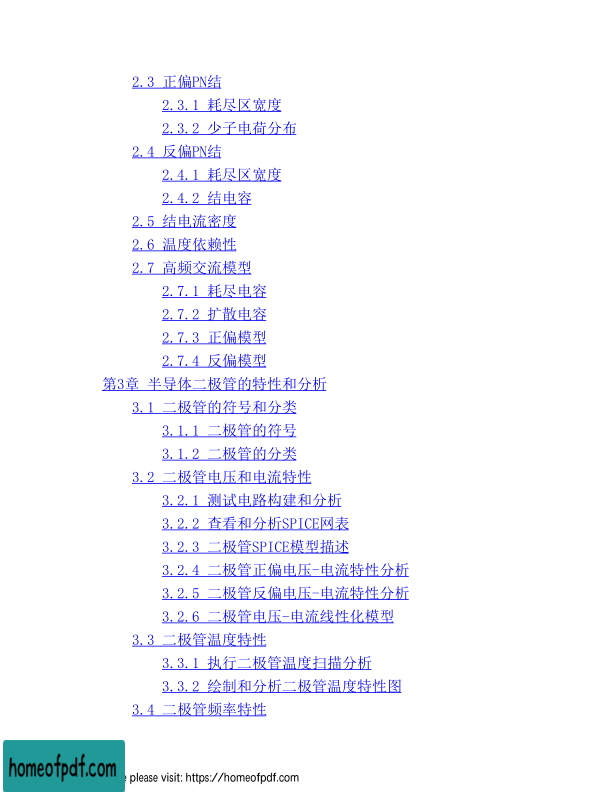 2.3 正偏PN结
2.3.1 耗尽区宽度
2.3.2 少子电荷分布
2.4 反偏PN结
2.4.1 耗尽区宽度
2.4.2 结电容
2.5 结电流密度
2.6 温度依赖性
2.7 高频交流模型
2.7.1 耗尽电容
2.7.2 扩散电容
2.7.3 正偏模型
2.7.4 反偏模型
第3章 半导体二极管的特性和分析
3.1 二极管的符号和分类
3.1.1 二极管的符号
3.1.2 二极管的分类
3.2 二极管电压和电流特性
3.2.1 测试电路构建和分析
3.2.2 查看和分析SPICE网表
3.2.3 二极管SPICE模型描述
3.2.4 二极管正偏电压-电流特性分析
3.2.5 二极管反偏电压-电流特性分析
3.2.6 二极管电压-电流线性化模型
3.3 二极管温度特性
3.3.1 执行二极管温度扫描分析
3.3.2 绘制和分析二极管温度特性图
3.4 二极管频率特性
homeofpdf.com
e please visit: https://homeofpdf.com